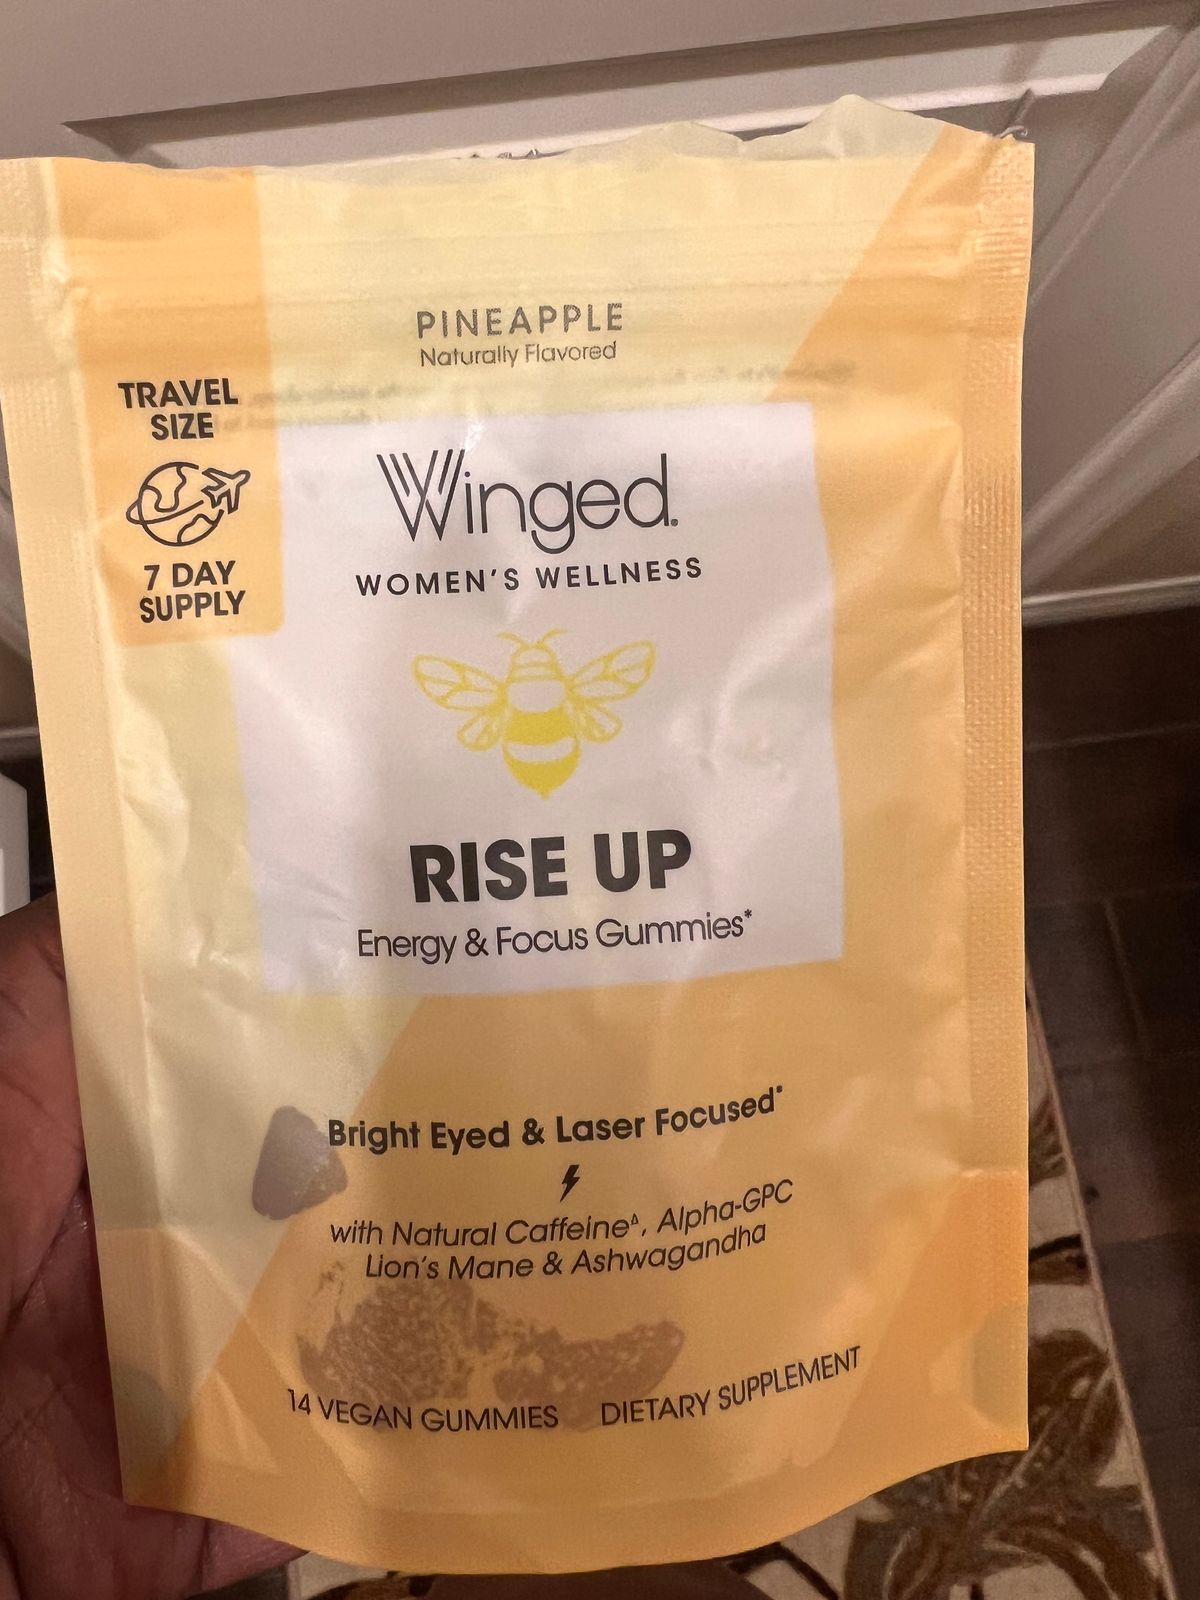 PINEAPPLE
Naturally Flavored
TRAVEL
SIZE
7 DAY
SUPPLY
Winged.
WOMEN'S WELLNESS
RISE UP
Energy & Focus Gummies*
Bright Eyed & Laser Focused*
with Natural Caffeine∆, Alpha-GPC
Lion's Mane & Ashwagandha
14 VEGAN GUMMIES DIETARY SUPPLEMENT